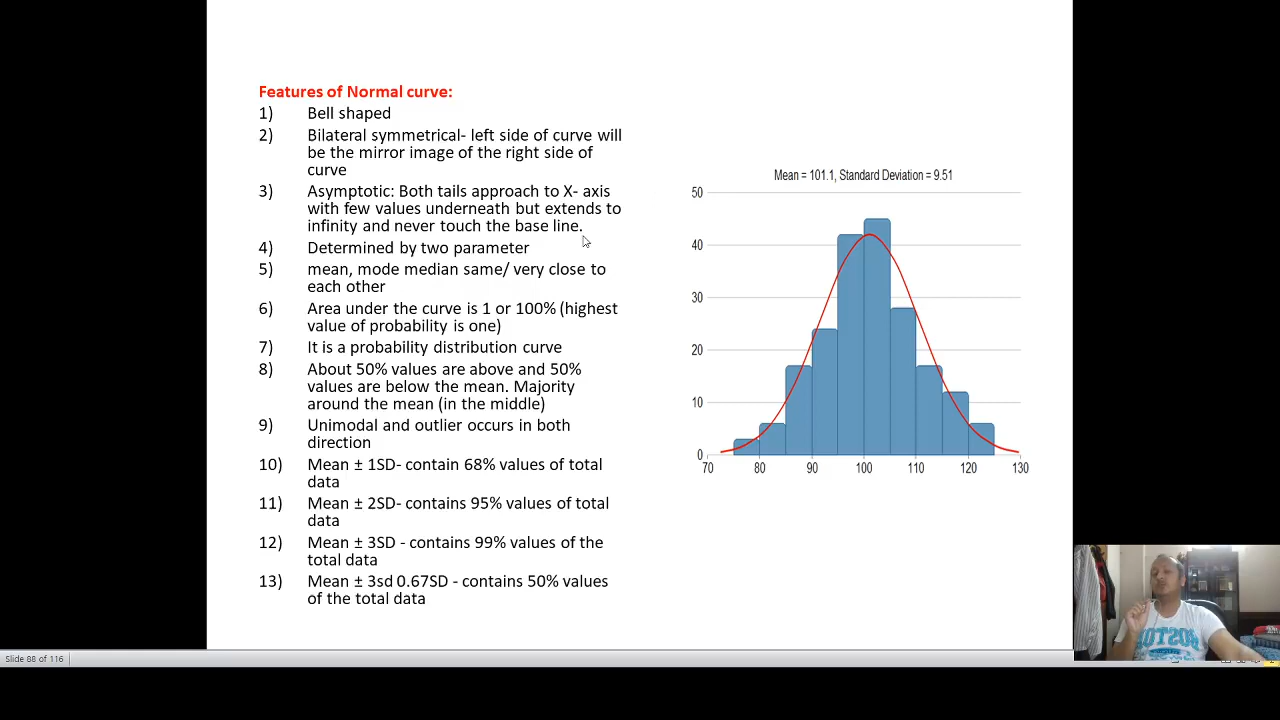 Features of Normal curve:
1) Bell shaped
2) Bilateral symmetrical- left side of curve will
be the mirror image of the right side of
curve
3) Asymptotic: Both tails approach to X- axis
with few values underneath but extends to
infinity and never touch the base line.
4) Determined by two parameter
5) mean, mode median same/ very close to
each other
6) Area under the curve is 1 or 100% (highest
value of probability is one)
7) It is a probability distribution curve
8) About 50% values are above and 50%
values are below the mean. Majority
around the mean (in the middle)
9) Unimodal and outlier occurs in both
direction
10) Mean ± 1SD- contain 68% values of total
data
11) Mean ± 2SD- contains 95% values of total
data
12) Mean ± 3SD - contains 99% values of the
total data
13) Mean ± 3sd 0.67SD - contains 50% values
of the total data
Mean = 101.1, Standard Deviation = 9.51
50
40
30
20
10
0
70 80 90 100 110 120 130
BOSTON
Slide 88 of 116